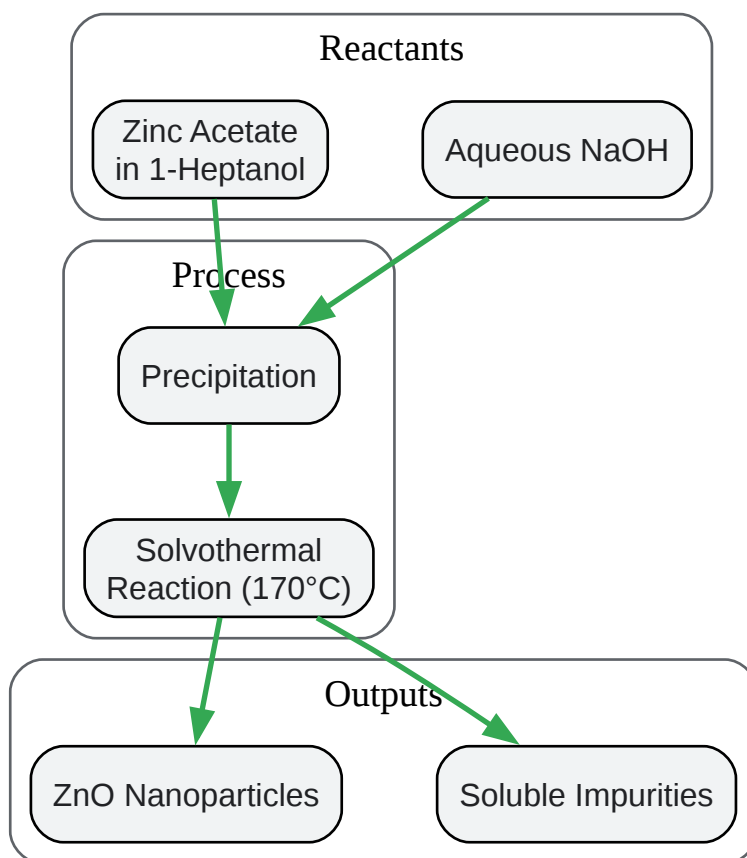 Reactants
Zinc Acetate
in 1-Heptanol
Aqueous NaOH
Process
Precipitation
Solvothermal
Reaction (170°C)
Outputs
ZnO Nanoparticles
Soluble Impurities